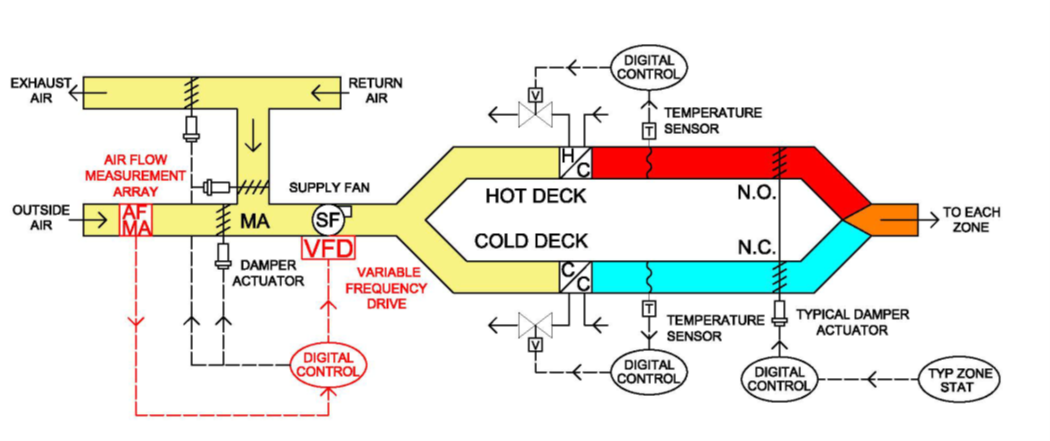 DIGITAL
CONTROL
EXHAUST
AIR
RETURN
AIR
V
TEMPERATURE
SENSOR
T
AIR FLOW
MEASUREMENT
ARRAY
H
C
SUPPLY FAN
HOT DECK
N.O.
OUTSIDE
AIR
AF
MA
MA
SF
TO EACH
ZONE
COLD DECK
N.C.
VFD
DAMPER
ACTUATOR
VARIABLE
FREQUENCY
DRIVE
C
C
T
TEMPERATURE
SENSOR
TYPICAL DAMPER
ACTUATOR
V
DIGITAL
CONTROL
DIGITAL
CONTROL
DIGITAL
CONTROL
TYP ZONE
STAT